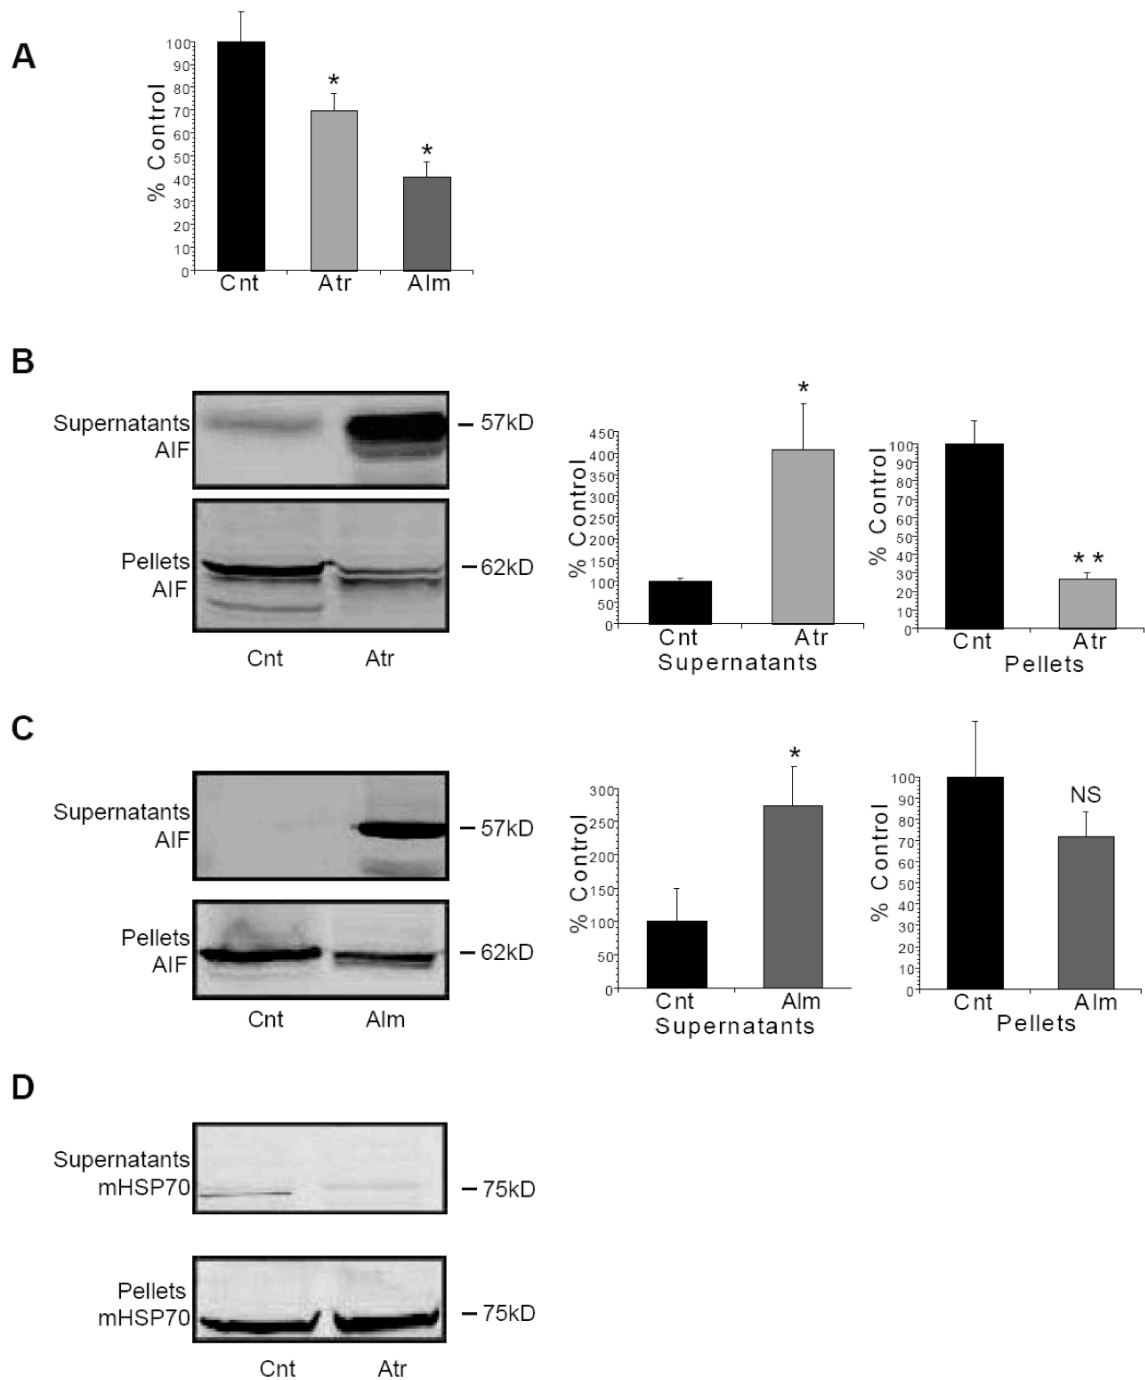 A
% Control
100
90
80
70
60
50
40
30
20
10
0
*
*
Cnt Atr Alm
B
Supernatants
AIF
57kD
Pellets
AIF
62kD
Cnt Atr
% Control
450
400
350
300
250
200
150
100
50
0
*
Cnt Atr
Supernatants
% Control
100
90
80
70
60
50
40
30
20
10
0
* *
Cnt Atr
Pellets
C
Supernatants
AIF
57kD
Pellets
AIF
62kD
Cnt Alm
% Control
300
250
200
150
100
50
0
*
Cnt Alm
Supernatants
% Control
100
90
80
70
60
50
40
30
20
10
0
NS
Cnt Alm
Pellets
D
Supernatants
mHSP70
75kD
Pellets
mHSP70
75kD
Cnt Atr